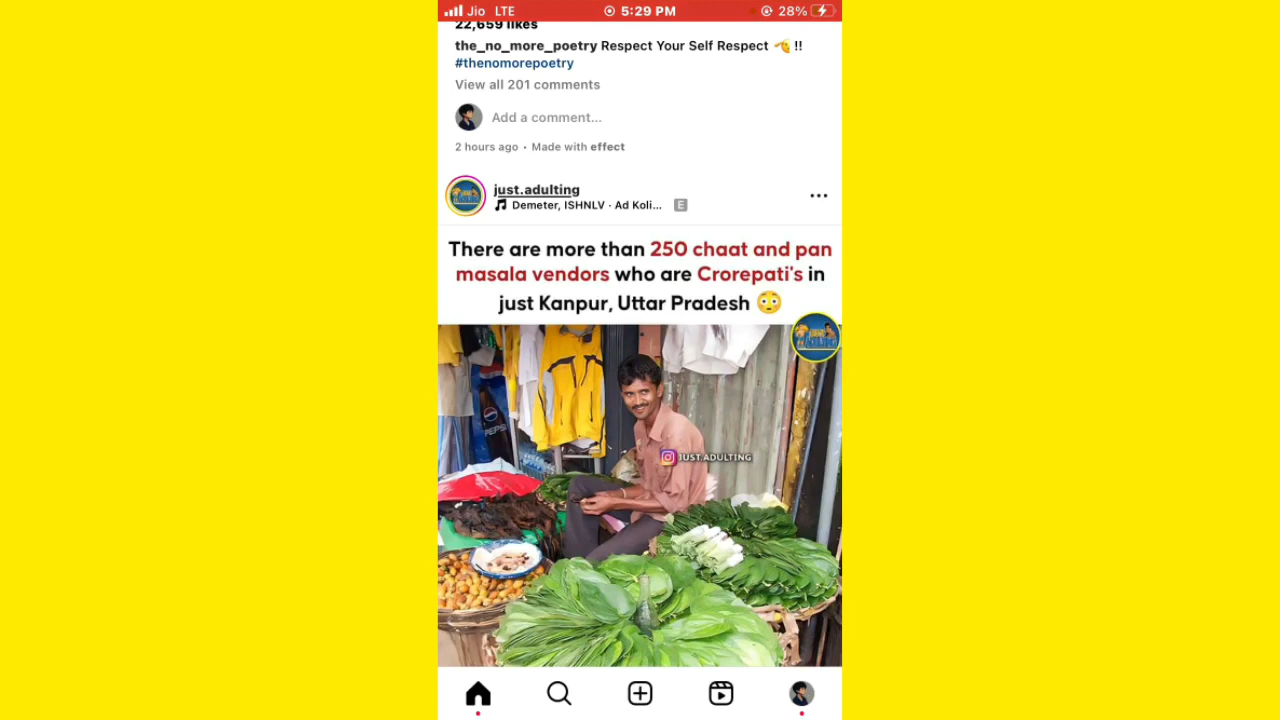 Jio LTE 5:29 PM 28%
22,659 likes
the_no_more_poetry Respect Your Self Respect !!
#thenomorepoetry
View all 201 comments
Add a comment...
2 hours ago • Made with effect
just.adulting
Demeter, ISHNLV · Ad Koli... E
There are more than 250 chaat and pan
masala vendors who are Crorepati's in
just Kanpur, Uttar Pradesh
PEPSI
JUST.ADULTING